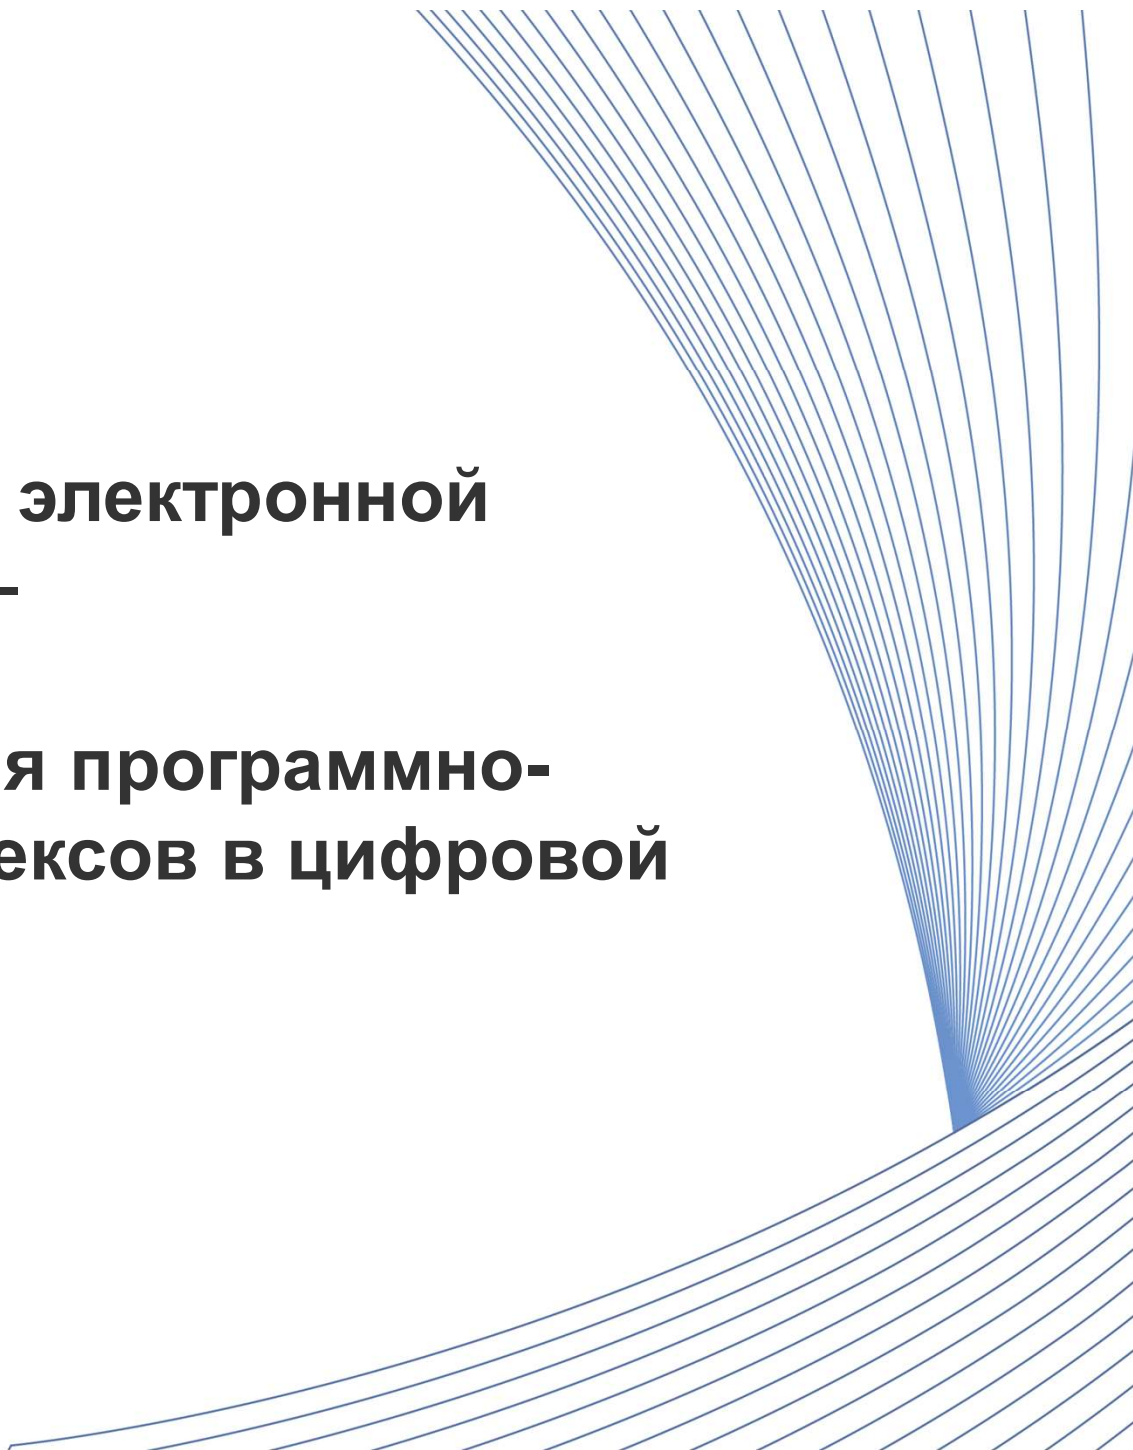 электронной
-
я программно-
ексов в цифровой